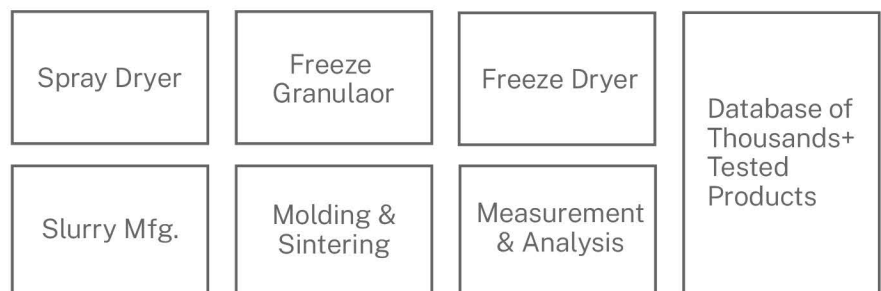 Spray Dryer
Freeze
Granulaor
Freeze Dryer
Database of
Thousands+
Tested
Products
Slurry Mfg.
Molding &
Sintering
Measurement
& Analysis